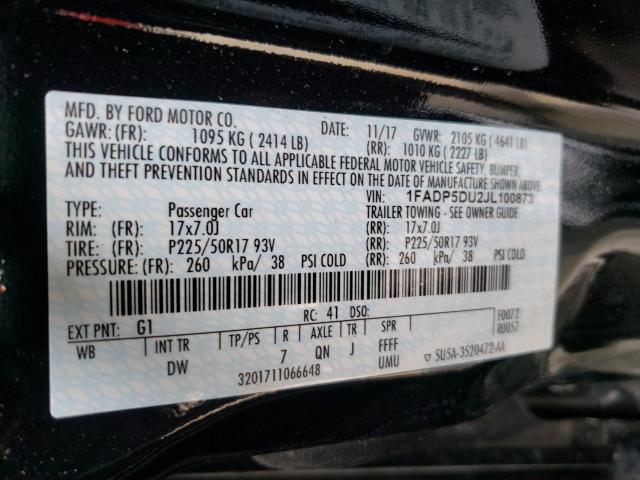 MFD. BY FORD MOTOR CO.
DATE: 11/17 GVWR: 2105 KG (4641 LB)
GAWR: (FR): 1095 KG (2414 LB) (RR): 1010 KG (2227 LB)
THIS VEHICLE CONFORMS TO ALL APPLICABLE FEDERAL MOTOR VEHICLE SAFETY, BUMPER,
AND THEFT PREVENTION STANDARDS IN EFFECT ON THE DATE OF MANUFACTURE SHOWN ABOVE.
VIN: 1FADP5DU2JL100873
TYPE: Passenger Car TRAILER TOWING - SEE OWNER GUIDE
RIM: (FR): 17x7.0J (RR): 17x7.0J
TIRE: (FR): P225/50R17 93V (RR): P225/50R17 93V
PRESSURE: (FR): 260 kPa/ 38 PSI COLD (RR): 260 kPa/ 38 PSI COLD
EXT PNT: G1 RC: 41 DSO: F0072
R0057
WB INT TR TP/PS R AXLE TR SPR
DW 7 QN J FFFF
UMU ▽ 5U5A-3520472-AA
3201711066648